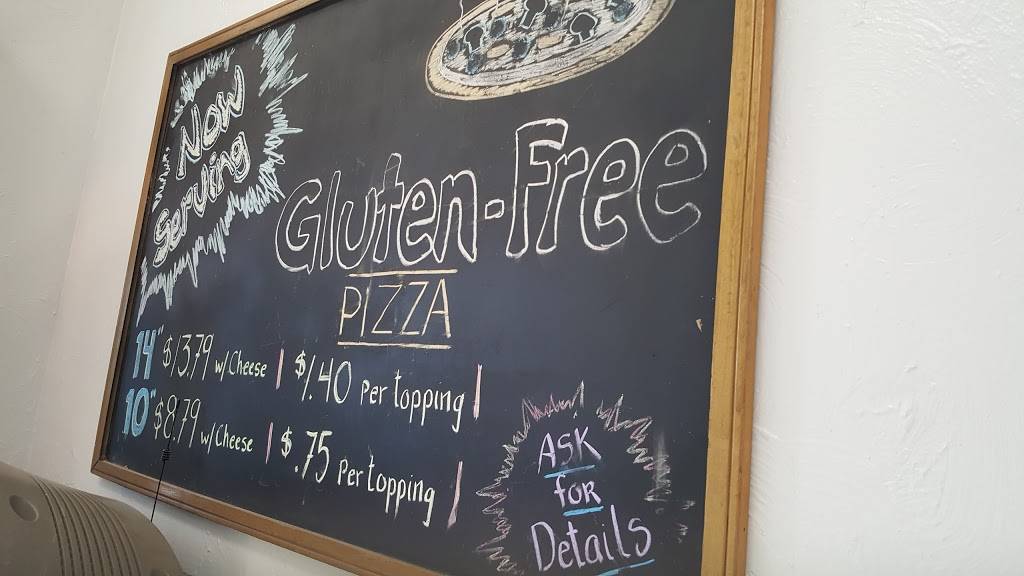 Now
Serving
Gluten-Free
PIZZA
14" $13.79 w/Cheese | $1.40 Per topping |
10" $8.79 w/Cheese | $.75 Per topping |
ASK
for
Details